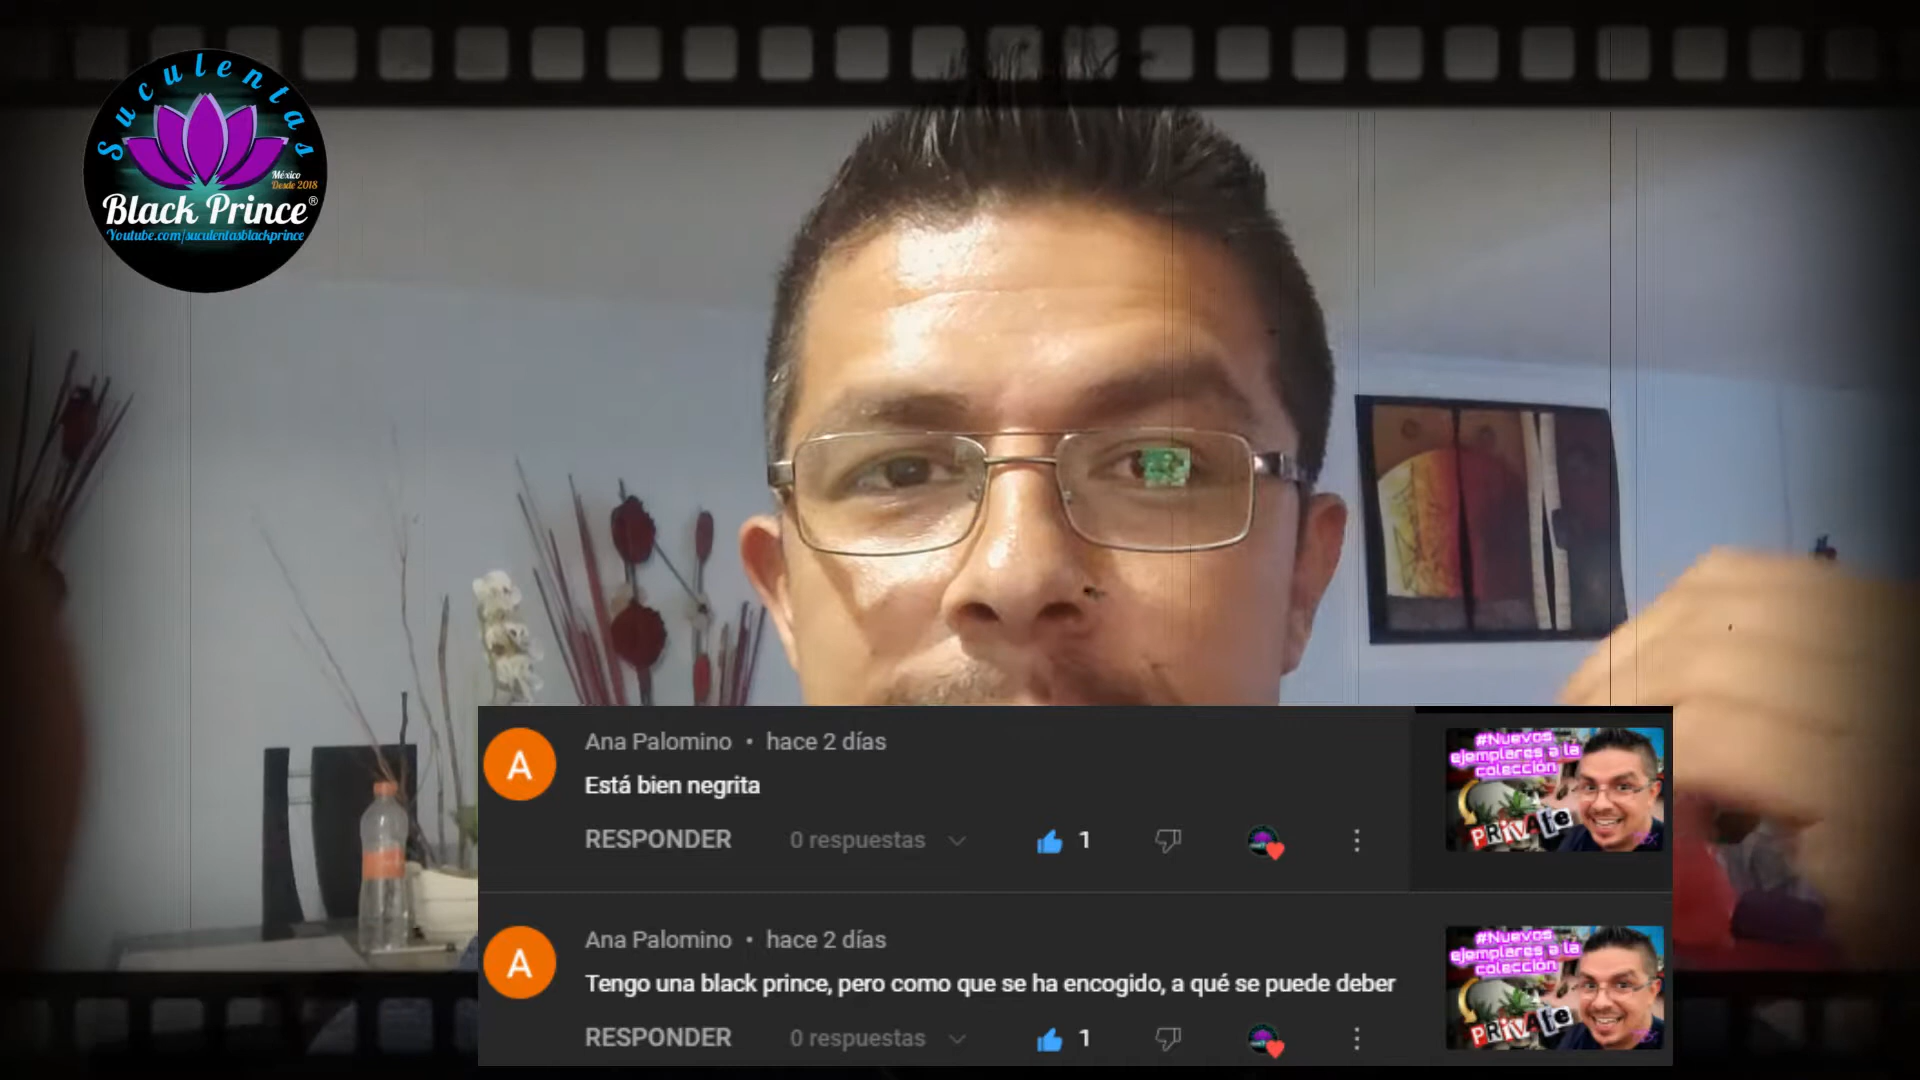 Suculentas
México
Desde 2018
Black Prince®
Youtube.com/suculentasblackprince
A
Ana Palomino • hace 2 días
Está bien negrita
RESPONDER 0 respuestas 1
#Nuevos
ejemplares a la
colección
PRIVAte
A
Ana Palomino • hace 2 días
Tengo una black prince, pero como que se ha encogido, a qué se puede deber
RESPONDER 0 respuestas 1
#Nuevos
ejemplares a la
colección
PRIVAte